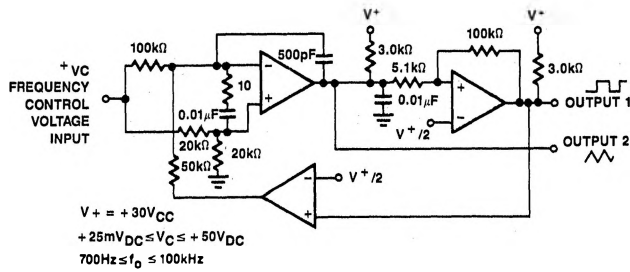 V+
V+
100kΩ
500pF
3.0kΩ
100kΩ
+VC
FREQUENCY
CONTROL
VOLTAGE
INPUT
10
0.01μF
20kΩ
50kΩ
20kΩ
5.1kΩ
0.01μF
V+/2
3.0kΩ
OUTPUT 1
OUTPUT 2
V+/2
V+ = +30VCC
+25mVDC ≤ VC ≤ +50VDC
700Hz ≤ fo ≤ 100kHz
−
+
+
−
−
+